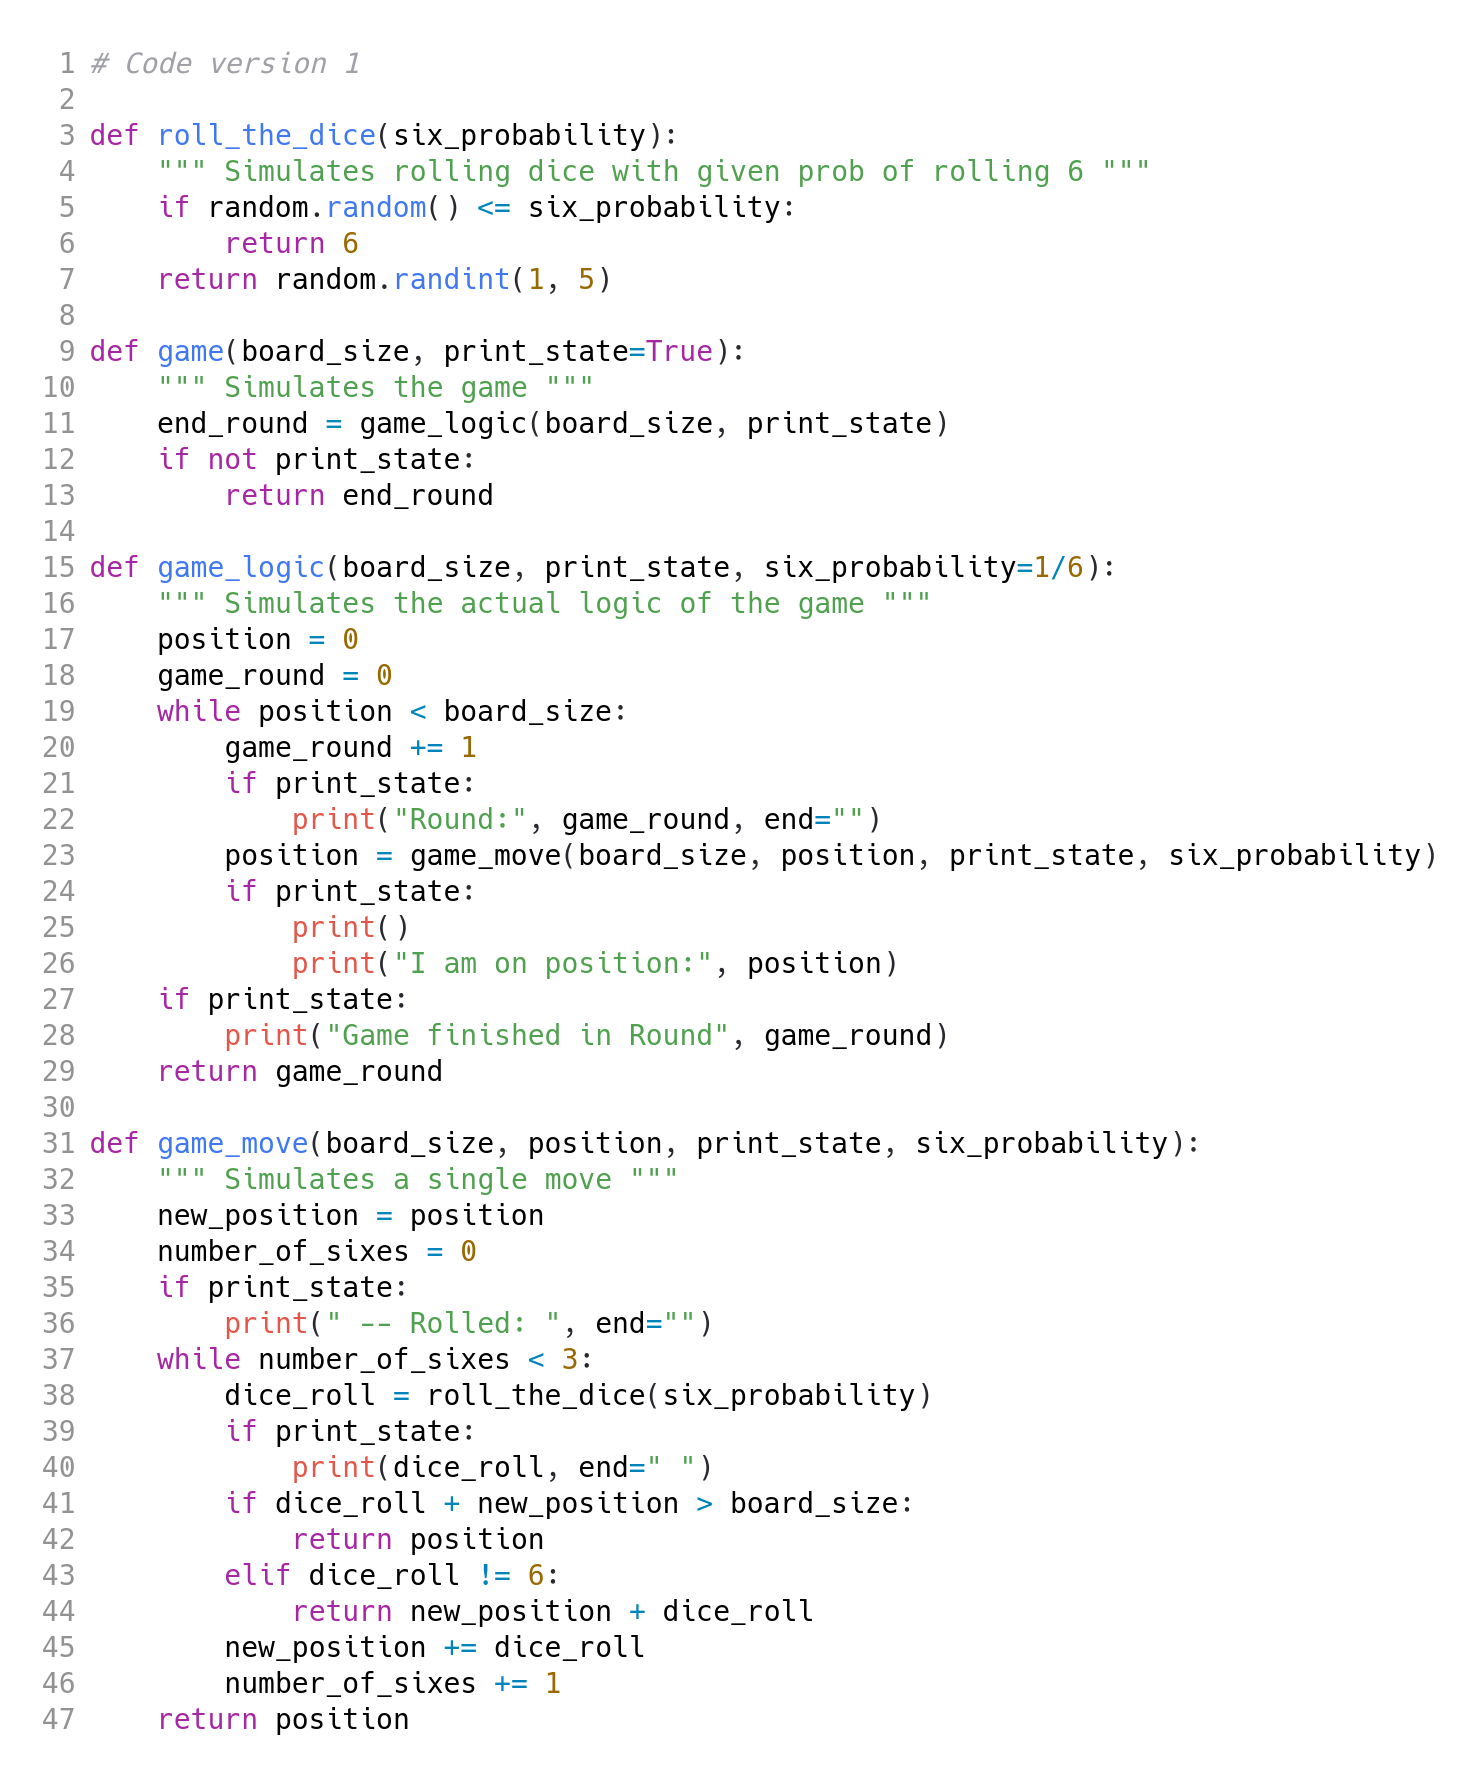 1 # Code version 1
2
3 def roll_the_dice(six_probability):
4     """ Simulates rolling dice with given prob of rolling 6 """
5     if random.random() <= six_probability:
6         return 6
7     return random.randint(1, 5)
8
9 def game(board_size, print_state=True):
10     """ Simulates the game """
11     end_round = game_logic(board_size, print_state)
12     if not print_state:
13         return end_round
14
15 def game_logic(board_size, print_state, six_probability=1/6):
16     """ Simulates the actual logic of the game """
17     position = 0
18     game_round = 0
19     while position < board_size:
20         game_round += 1
21         if print_state:
22             print("Round:", game_round, end="")
23         position = game_move(board_size, position, print_state, six_probability)
24         if print_state:
25             print()
26             print("I am on position:", position)
27     if print_state:
28         print("Game finished in Round", game_round)
29     return game_round
30
31 def game_move(board_size, position, print_state, six_probability):
32     """ Simulates a single move """
33     new_position = position
34     number_of_sixes = 0
35     if print_state:
36         print(" -- Rolled: ", end="")
37     while number_of_sixes < 3:
38         dice_roll = roll_the_dice(six_probability)
39         if print_state:
40             print(dice_roll, end=" ")
41         if dice_roll + new_position > board_size:
42             return position
43         elif dice_roll != 6:
44             return new_position + dice_roll
45         new_position += dice_roll
46         number_of_sixes += 1
47     return position